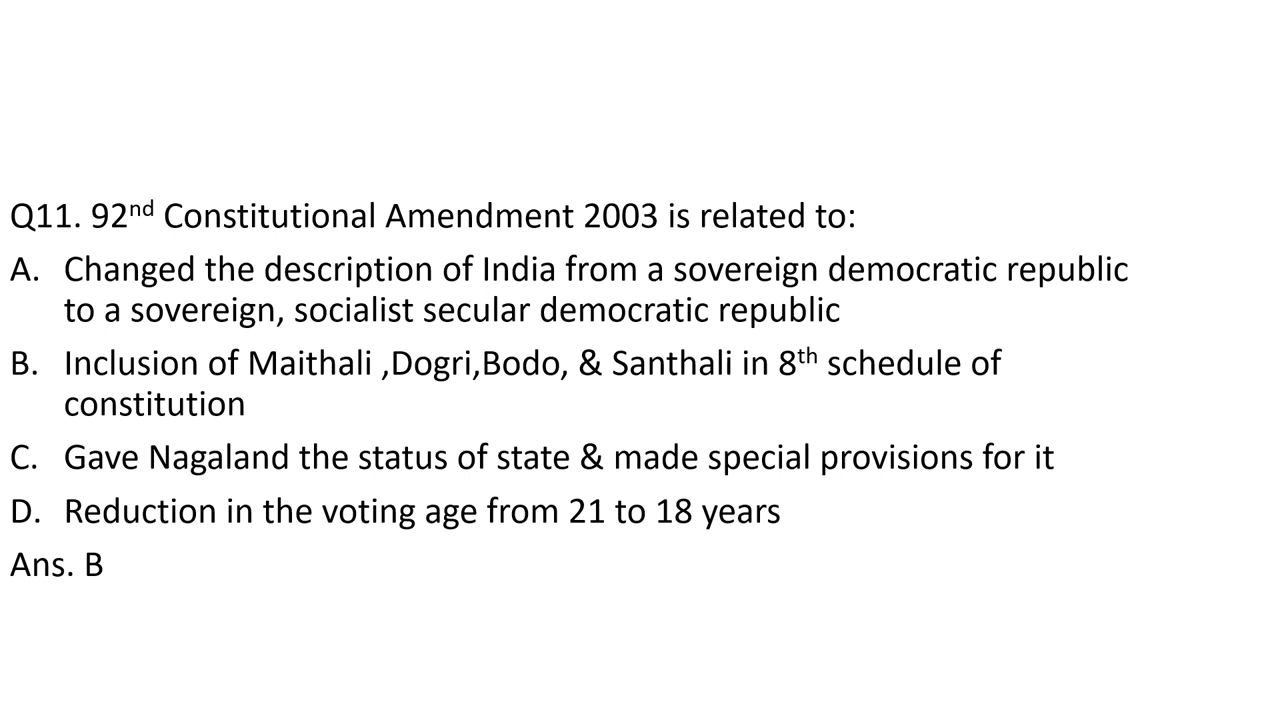 Q11. 92nd Constitutional Amendment 2003 is related to:
A. Changed the description of India from a sovereign democratic republic
to a sovereign, socialist secular democratic republic
B. Inclusion of Maithali ,Dogri,Bodo, & Santhali in 8th schedule of
constitution
C. Gave Nagaland the status of state & made special provisions for it
D. Reduction in the voting age from 21 to 18 years
Ans. B